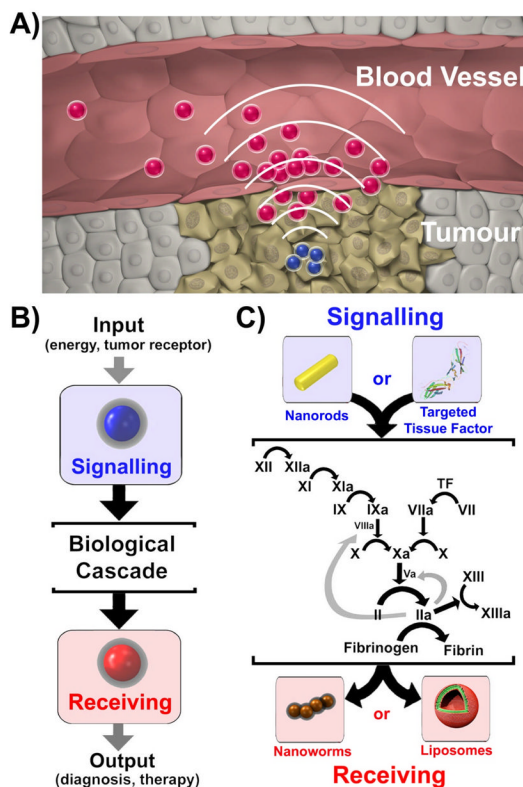 A)
Blood Vessel
Tumour
B)
Input
(energy, tumor receptor)
Signalling
Biological
Cascade
Receiving
Output
(diagnosis, therapy)
C)
Signalling
or
Nanorods
Targeted
Tissue Factor
XII XIIa
XI XIa
TF
IX IXa VIIa VII
VIIIa
X Xa X
Va
XIII
II IIa
XIIIa
Fibrinogen Fibrin
or
Nanoworms Liposomes
Receiving